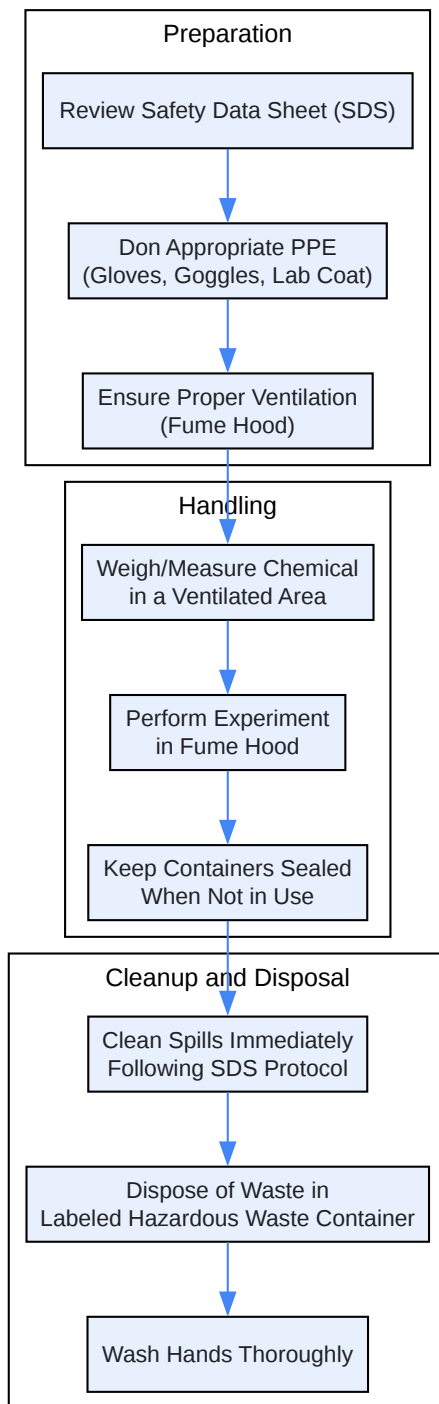 Preparation
Review Safety Data Sheet (SDS)
Don Appropriate PPE
(Gloves, Goggles, Lab Coat)
Ensure Proper Ventilation
(Fume Hood)
Handling
Weigh/Measure Chemical
in a Ventilated Area
Perform Experiment
in Fume Hood
Keep Containers Sealed
When Not in Use
Cleanup and Disposal
Clean Spills Immediately
Following SDS Protocol
Dispose of Waste in
Labeled Hazardous Waste Container
Wash Hands Thoroughly